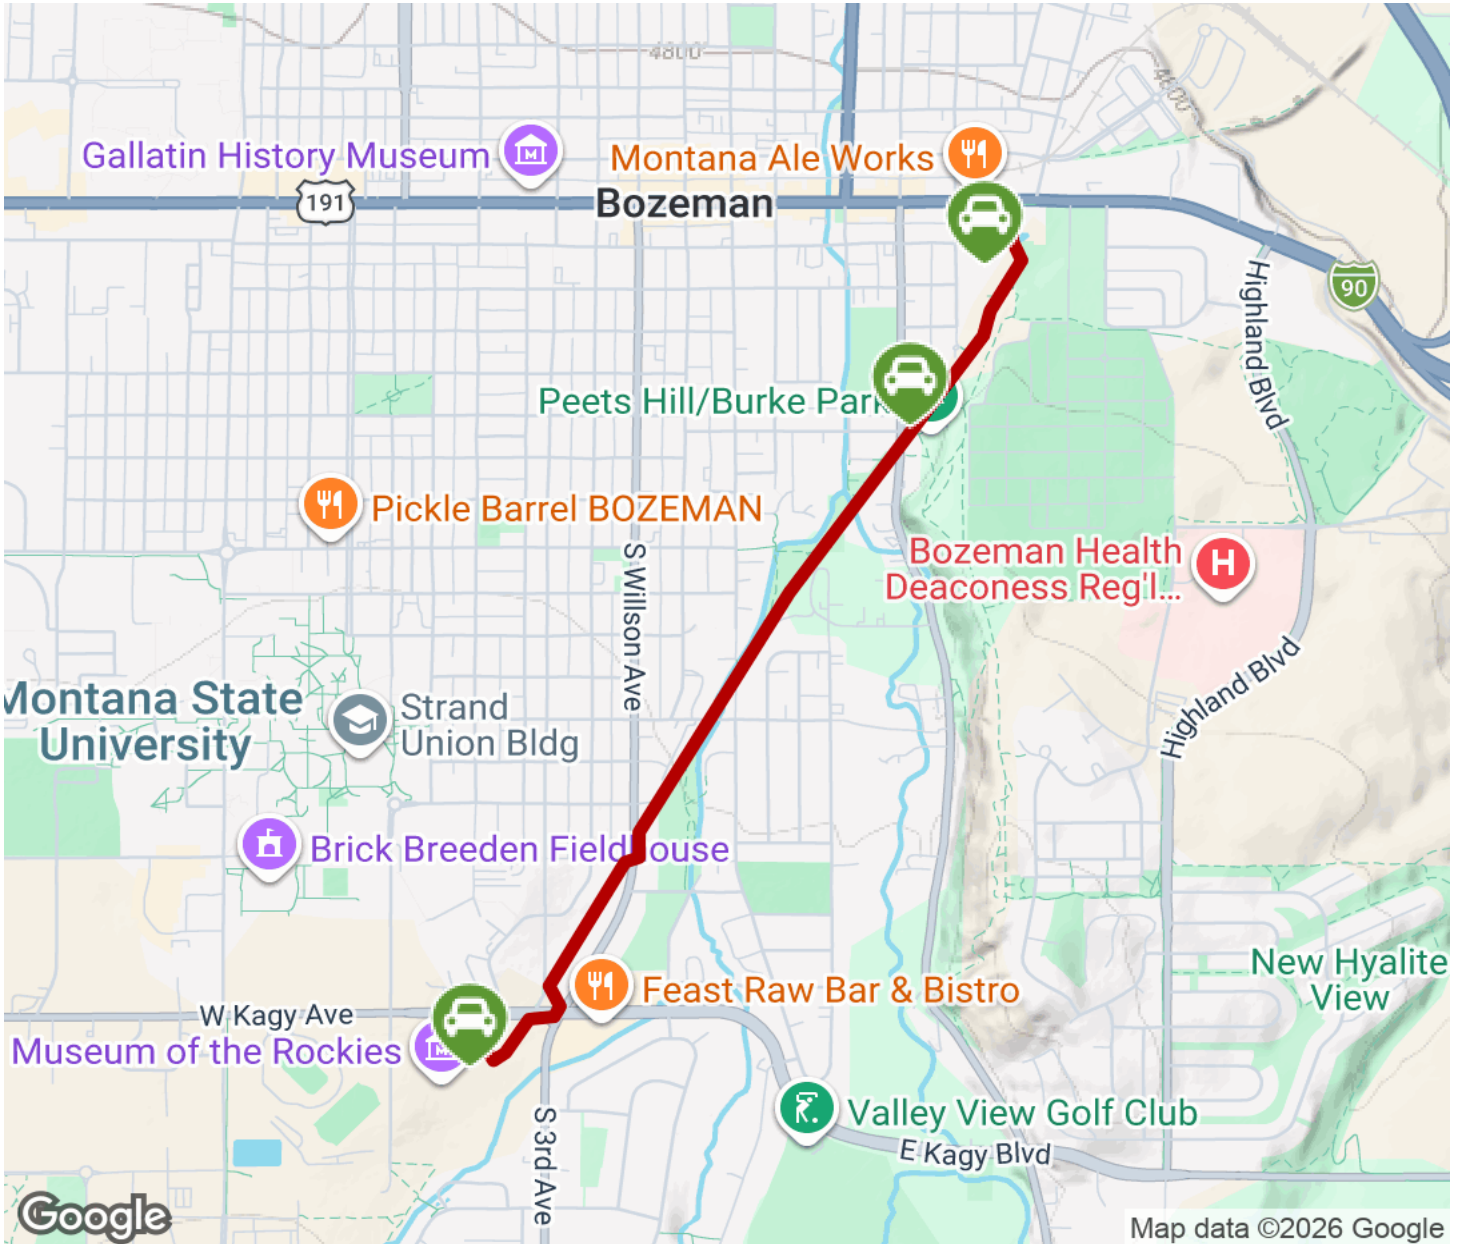 4800'
4800
Gallatin History Museum
Montana Ale Works
191
Bozeman
90
Highland Blvd
Peets Hill/Burke Park
Pickle Barrel BOZEMAN
S Willson Ave
Bozeman Health
Deaconess Reg'l...
H
Montana State
University
Strand
Union Bldg
Highland Blvd
Brick Breeden Fieldhouse
New Hyalite
View
Feast Raw Bar & Bistro
W Kagy Ave
Museum of the Rockies
Valley View Golf Club
S 3rd Ave
E Kagy Blvd
Google
Map data ©2026 Google